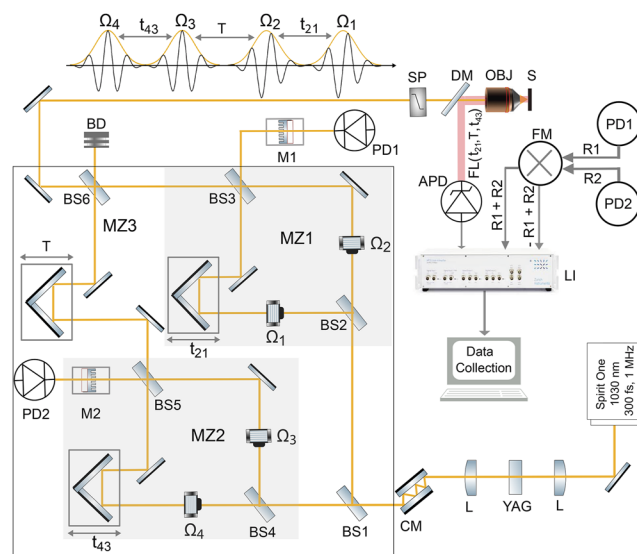 Ω4 t43 Ω3 T Ω2 t21 Ω1
SP DM OBJ S
BD
M1
PD1
FL(t21,T, t43)
APD
FM
R1
R2
PD1
PD2
R1 + R2
- R1 + R2
LI
BS6
BS3
MZ3
MZ1
T
Ω2
BS2
Ω1
t21
Data
Collection
Spirit One
1030 nm
300 fs, 1 MHz
PD2
M2
BS5
MZ2
Ω3
Ω4
t43
BS4
BS1
CM
L
YAG
L